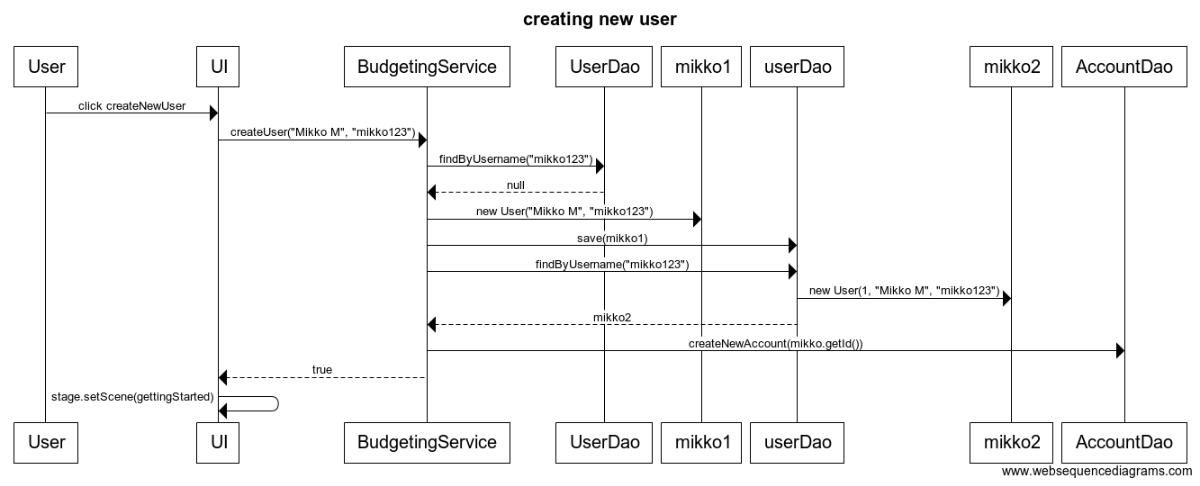 creating new user
User UI BudgetingService UserDao mikko1 userDao mikko2 AccountDao
click createNewUser
createUser("Mikko M", "mikko123")
findByUsername("mikko123")
null
new User("Mikko M", "mikko123")
save(mikko1)
findByUsername("mikko123")
new User(1, "Mikko M", "mikko123")
mikko2
createNewAccount(mikko.getId())
true
stage.setScene(gettingStarted)
User UI BudgetingService UserDao mikko1 userDao mikko2 AccountDao
www.websequencediagrams.com